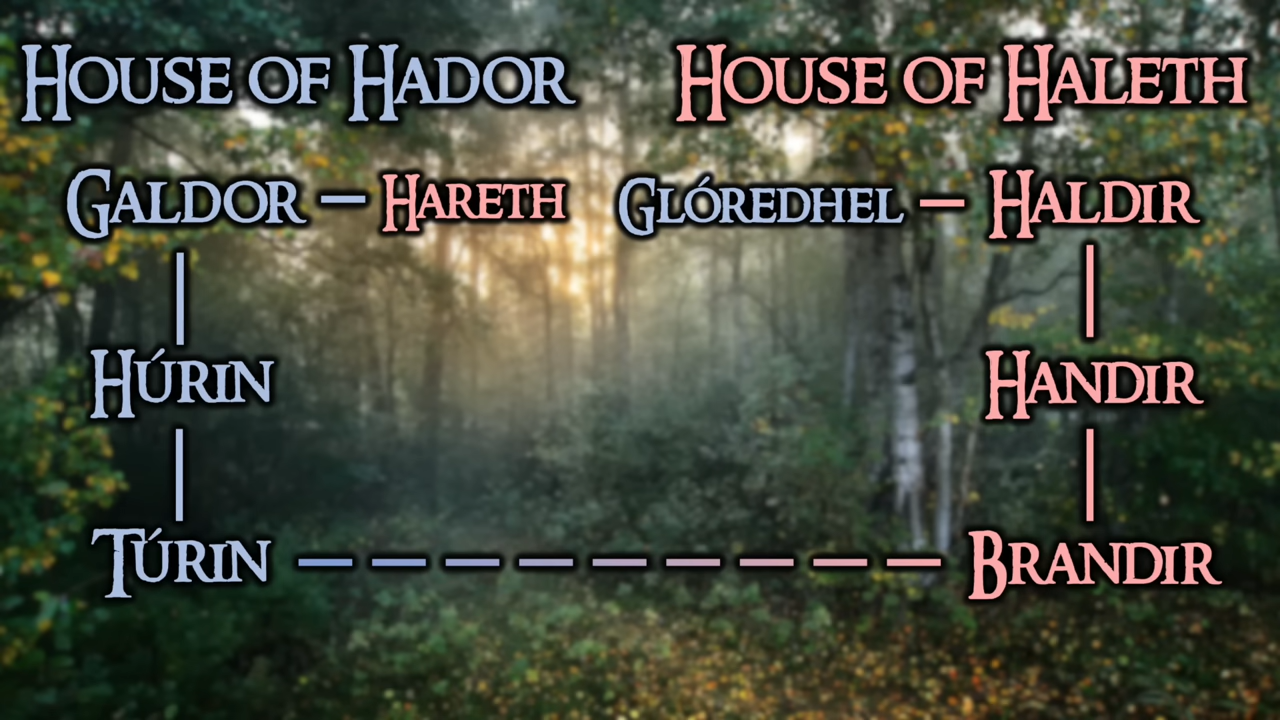 House of Hador
House of Haleth
Galdor – Hareth
Glóredhel – Haldir
Húrin
Handir
Túrin
Brandir